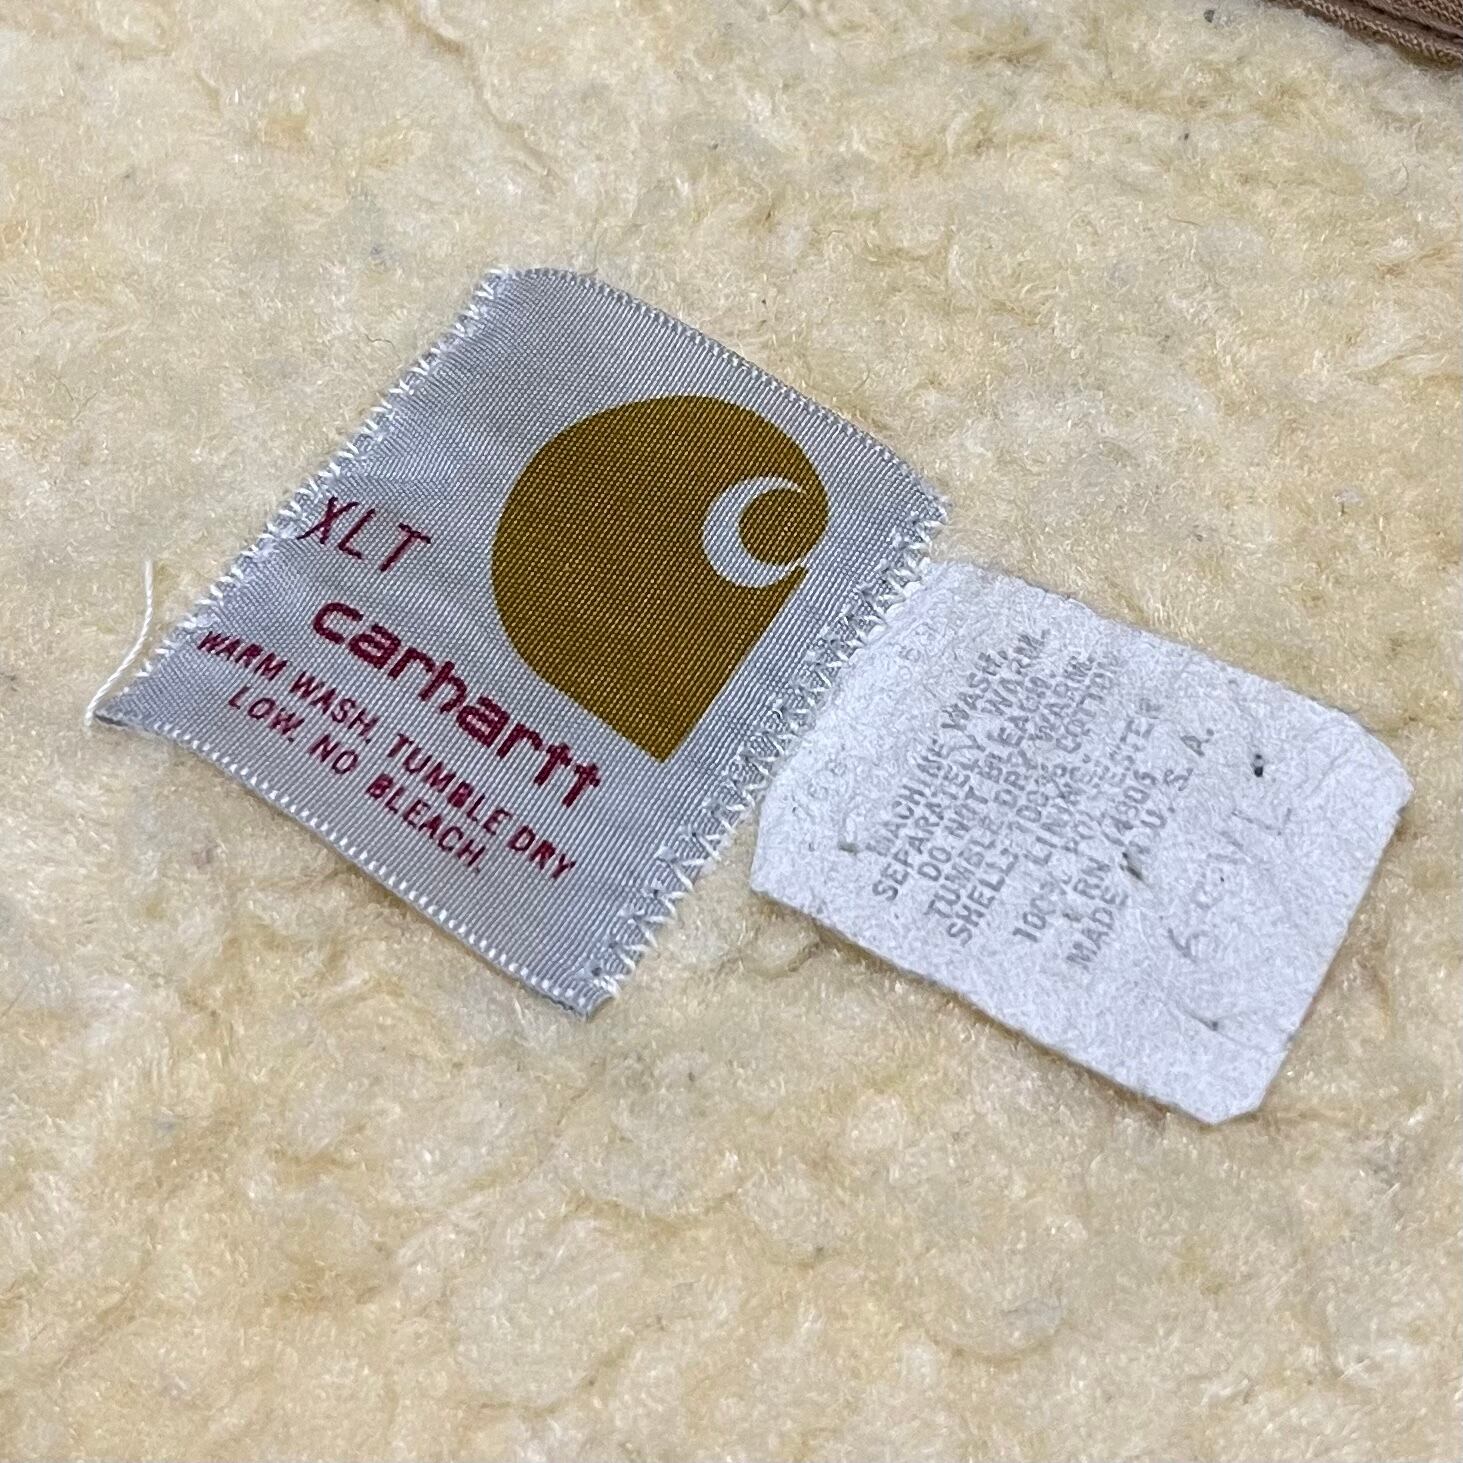 XLT
carhartt
WARM WASH, TUMBLE DRY
LOW. NO BLEACH.
MACHINE WASH,
SEPARATELY WARM.
DO NOT BLEACH.
TUMBLE DRY WARM.
SHELL: 100% COTTON
LINING:
100% POLYESTER
RN 14806
MADE IN U. S. A.